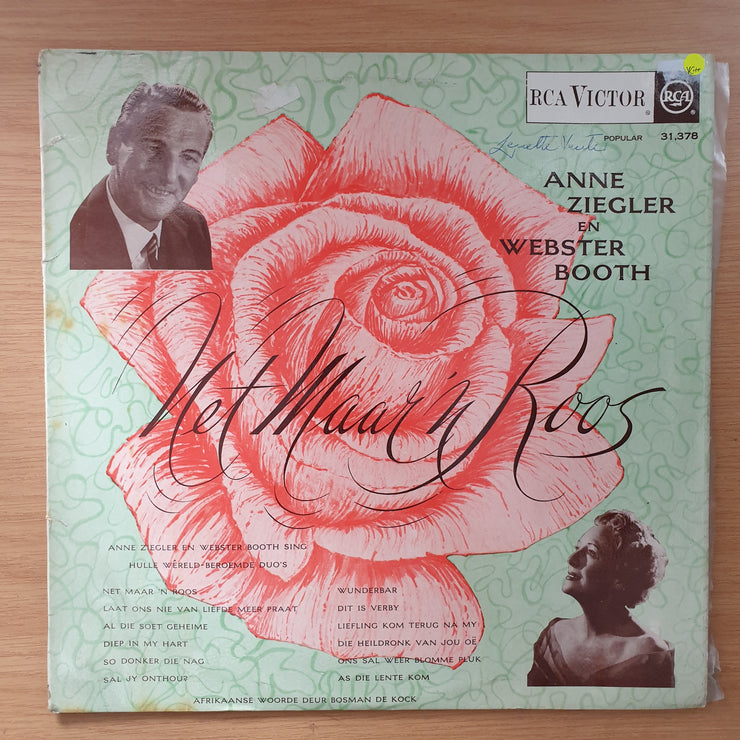 RCA VICTOR
RCA
POPULAR 31,378
ANNE
ZIEGLER
EN
WEBSTER
BOOTH
Net Maar 'n Roos
ANNE ZIEGLER EN WEBSTER BOOTH SING
HULLE WERELD-BEROEMDE DUO'S
NET MAAR 'N ROOS
LAAT ONS NIE VAN LIEFDE MEER PRAAT
AL DIE SOET GEHEIME
DIEP IN MY HART
SO DONKER DIE NAG
SAL JY ONTHOU?
WUNDERBAR
DIT IS VERBY
LIEFLING KOM TERUG NA MY
DIE HEILDRONK VAN JOU OË
ONS SAL WEER BLOMME PLUK
AS DIE LENTE KOM
AFRIKAANSE WOORDE DEUR BOSMAN DE KOCK